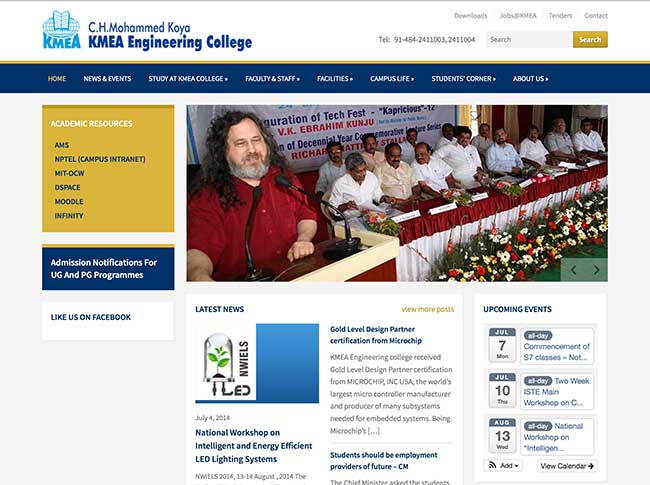 Downloads Jobs@KMEA Tenders Contact
KMEA
C.H.Mohammed Koya
KMEA Engineering College
Tel: 91-484-2411003, 2411004
Search
Search
HOME NEWS & EVENTS STUDY AT KMEA COLLEGE » FACULTY & STAFF » FACILITIES » CAMPUS LIFE » STUDENTS' CORNER » ABOUT US »
ACADEMIC RESOURCES
AMS
NPTEL (CAMPUS INTRANET)
MIT-OCW
DSPACE
MOODLE
INFINITY
Admission Notifications For
UG And PG Programmes
LIKE US ON FACEBOOK
uguration of Tech Fest - "Kapricious"-12
V.K. EBRAHIM KUNJU
n of Decennial Year Commemorative Lecture Series
LATEST NEWS
view more posts
NWIELS
LED
July 4, 2014
National Workshop on
Intelligent and Energy Efficient
LED Lighting Systems
NWIELS 2014, 13-14 August , 2014 The
Gold Level Design Partner
certification from Microchip
KMEA Engineering college received
Gold Level Design Partner certification
from MICROCHIP, INC USA, the world's
largest micro controller manufacturer
and producer of many subsystems
needed for embedded systems. Being
Microchip's […]
Students should be employment
providers of future – CM
The Chief Minister asked the students
UPCOMING EVENTS
JUL
7
Mon
all-day
Commencement of
S7 classes – Not...
JUL
10
Thu
all-day Two Week
ISTE Main
Workshop on C...
AUG
13
Wed
all-day National
Workshop on
"Intelligen...
Add
View Calendar